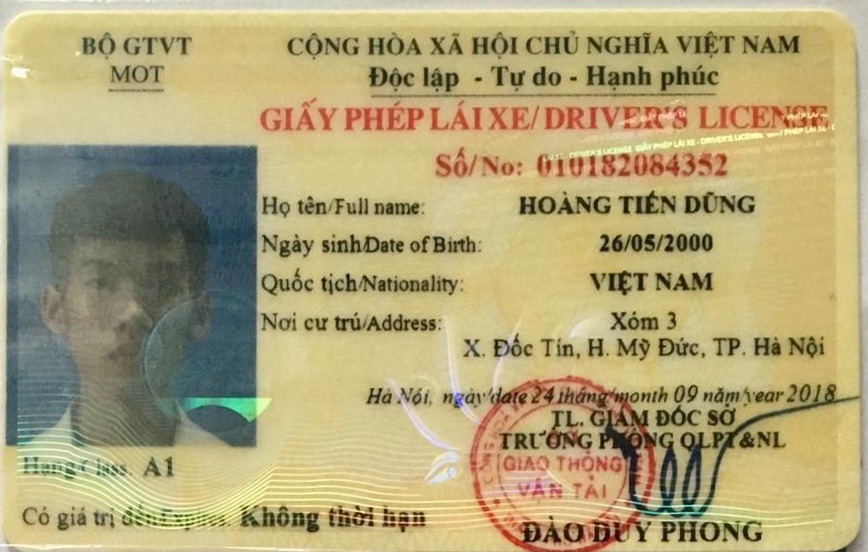 BỘ GTVT
MOT
CỘNG HÒA XÃ HỘI CHỦ NGHĨA VIỆT NAM
Độc lập - Tự do - Hạnh phúc
GIẤY PHÉP LÁI XE/ DRIVER'S LICENSE
Số/No: 010182084352
Họ tên/Full name: HOÀNG TIẾN DŨNG
Ngày sinh/Date of Birth: 26/05/2000
Quốc tịch/Nationality: VIỆT NAM
Nơi cư trú/Address: Xóm 3
X. Đốc Tín, H. Mỹ Đức, TP. Hà Nội
Hà Nội, ngày/date 24 tháng/month 09 năm/year 2018
TL. GIÁM ĐỐC SỞ
TRƯỞNG PHÒNG QLPT&NL
GIAO THÔNG
VẬN TẢI
ĐÀO DUY PHONG
Hạng/Class: A1
Có giá trị đến/Expires: Không thời hạn